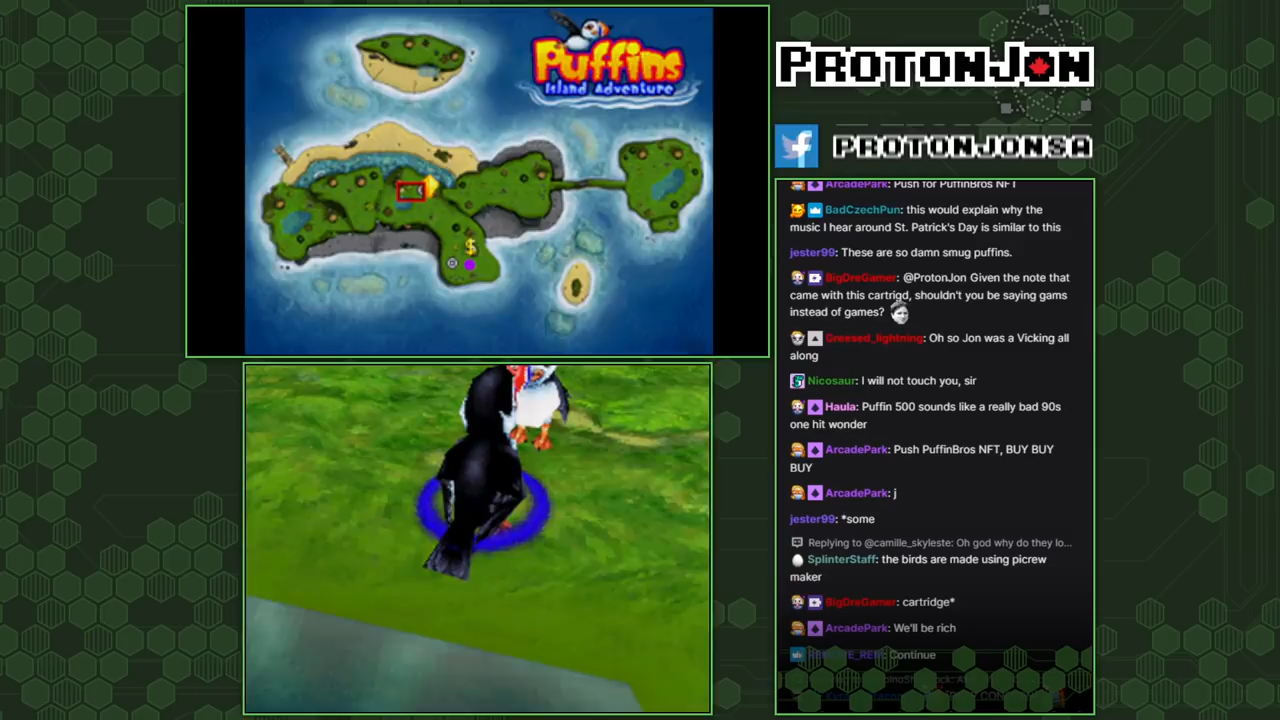 Puffins
Island Adventure
$
PROTONJON
PROTONJONSA
ArcadePark: Push for PuffinBros NFT
BadCzechPun: this would explain why the
music I hear around St. Patrick's Day is similar to this
jester99: These are so damn smug puffins.
BigDreGamer: @ProtonJon Given the note that
came with this cartrigd, shouldn't you be saying gams
instead of games?
Greesed_lightning: Oh so Jon was a Vicking all
along
Nicosaur: I will not touch you, sir
Haula: Puffin 500 sounds like a really bad 90s
one hit wonder
ArcadePark: Push PuffinBros NFT, BUY BUY
BUY
ArcadePark: j
jester99: *some
Replying to @camille_skyleste: Oh god why do they lo...
SplinterStaff: the birds are made using picrew
maker
BigDreGamer: cartridge*
ArcadePark: We'll be rich
Continue